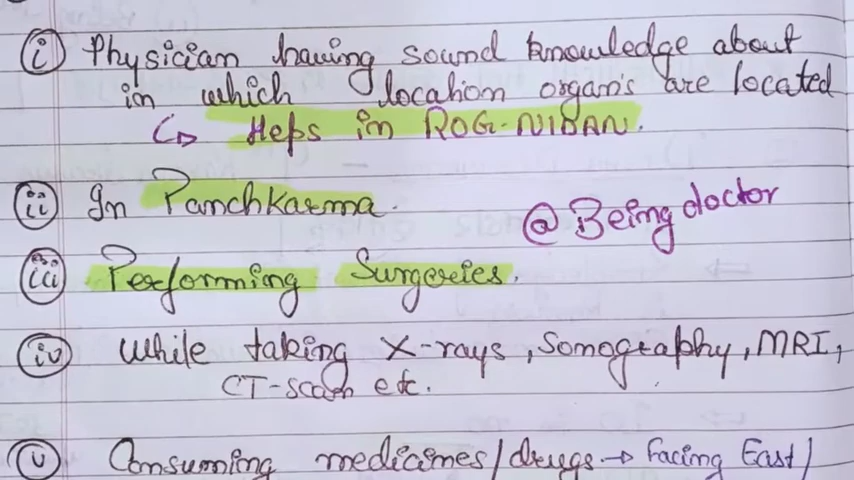 (i) Physician having sound knowledge about
in which location organ's are located
↳ Heps in ROG-NIDAN.
(ii) In Panchkarma.
@Being doctor
(iii) Performing Surgeries.
(iv) While taking X-rays, Sonography, MRI,
CT-scan etc.
(v) Consuming medicines/drugs → Facing East/